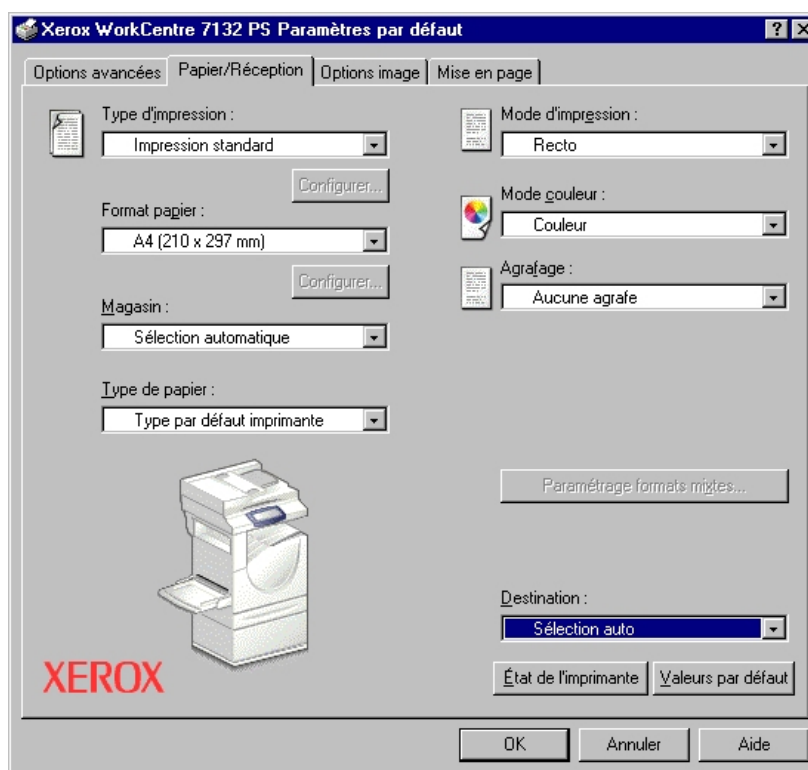 Xerox WorkCentre 7132 PS Paramètres par défaut
Options avancées Papier/Réception Options image Mise en page
Type d'impression :
Impression standard
Configurer...
Format papier :
A4 (210 x 297 mm)
Configurer...
Magasin :
Sélection automatique
Type de papier :
Type par défaut imprimante
Mode d'impression :
Recto
Mode couleur :
Couleur
Agrafage :
Aucune agrafe
Paramétrage formats mixtes...
Destination :
Sélection auto
XEROX
État de l'imprimante Valeurs par défaut
OK Annuler Aide